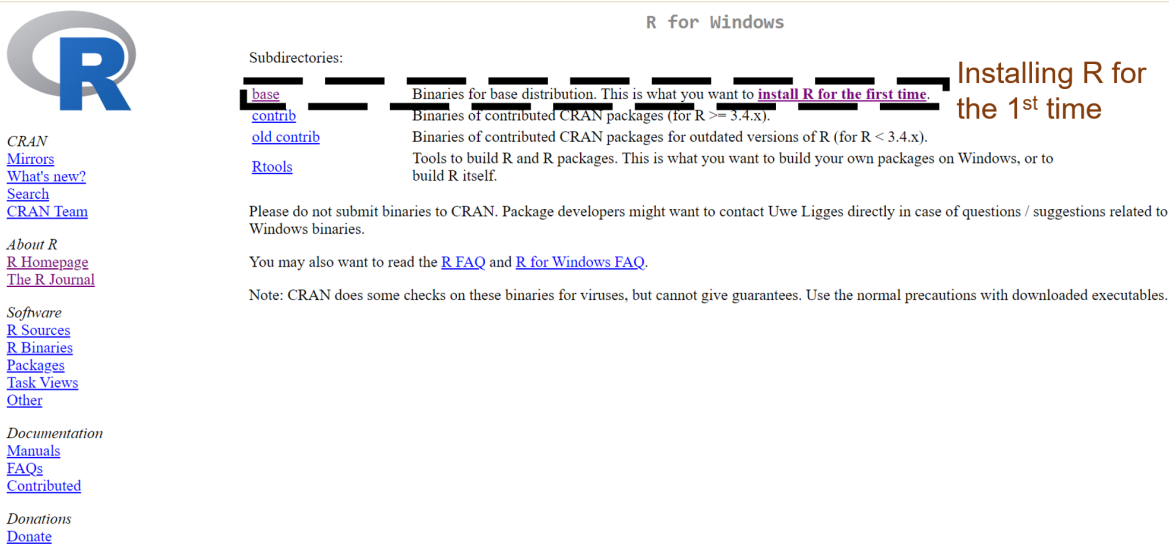 R
R for Windows
Subdirectories:
base Binaries for base distribution. This is what you want to install R for the first time.
contrib Binaries of contributed CRAN packages (for R >= 3.4.x).
old contrib Binaries of contributed CRAN packages for outdated versions of R (for R < 3.4.x).
Rtools Tools to build R and R packages. This is what you want to build your own packages on Windows, or to
build R itself.
Installing R for
the 1st time
Please do not submit binaries to CRAN. Package developers might want to contact Uwe Ligges directly in case of questions / suggestions related to
Windows binaries.
You may also want to read the R FAQ and R for Windows FAQ.
Note: CRAN does some checks on these binaries for viruses, but cannot give guarantees. Use the normal precautions with downloaded executables.
CRAN
Mirrors
What's new?
Search
CRAN Team
About R
R Homepage
The R Journal
Software
R Sources
R Binaries
Packages
Task Views
Other
Documentation
Manuals
FAQs
Contributed
Donations
Donate